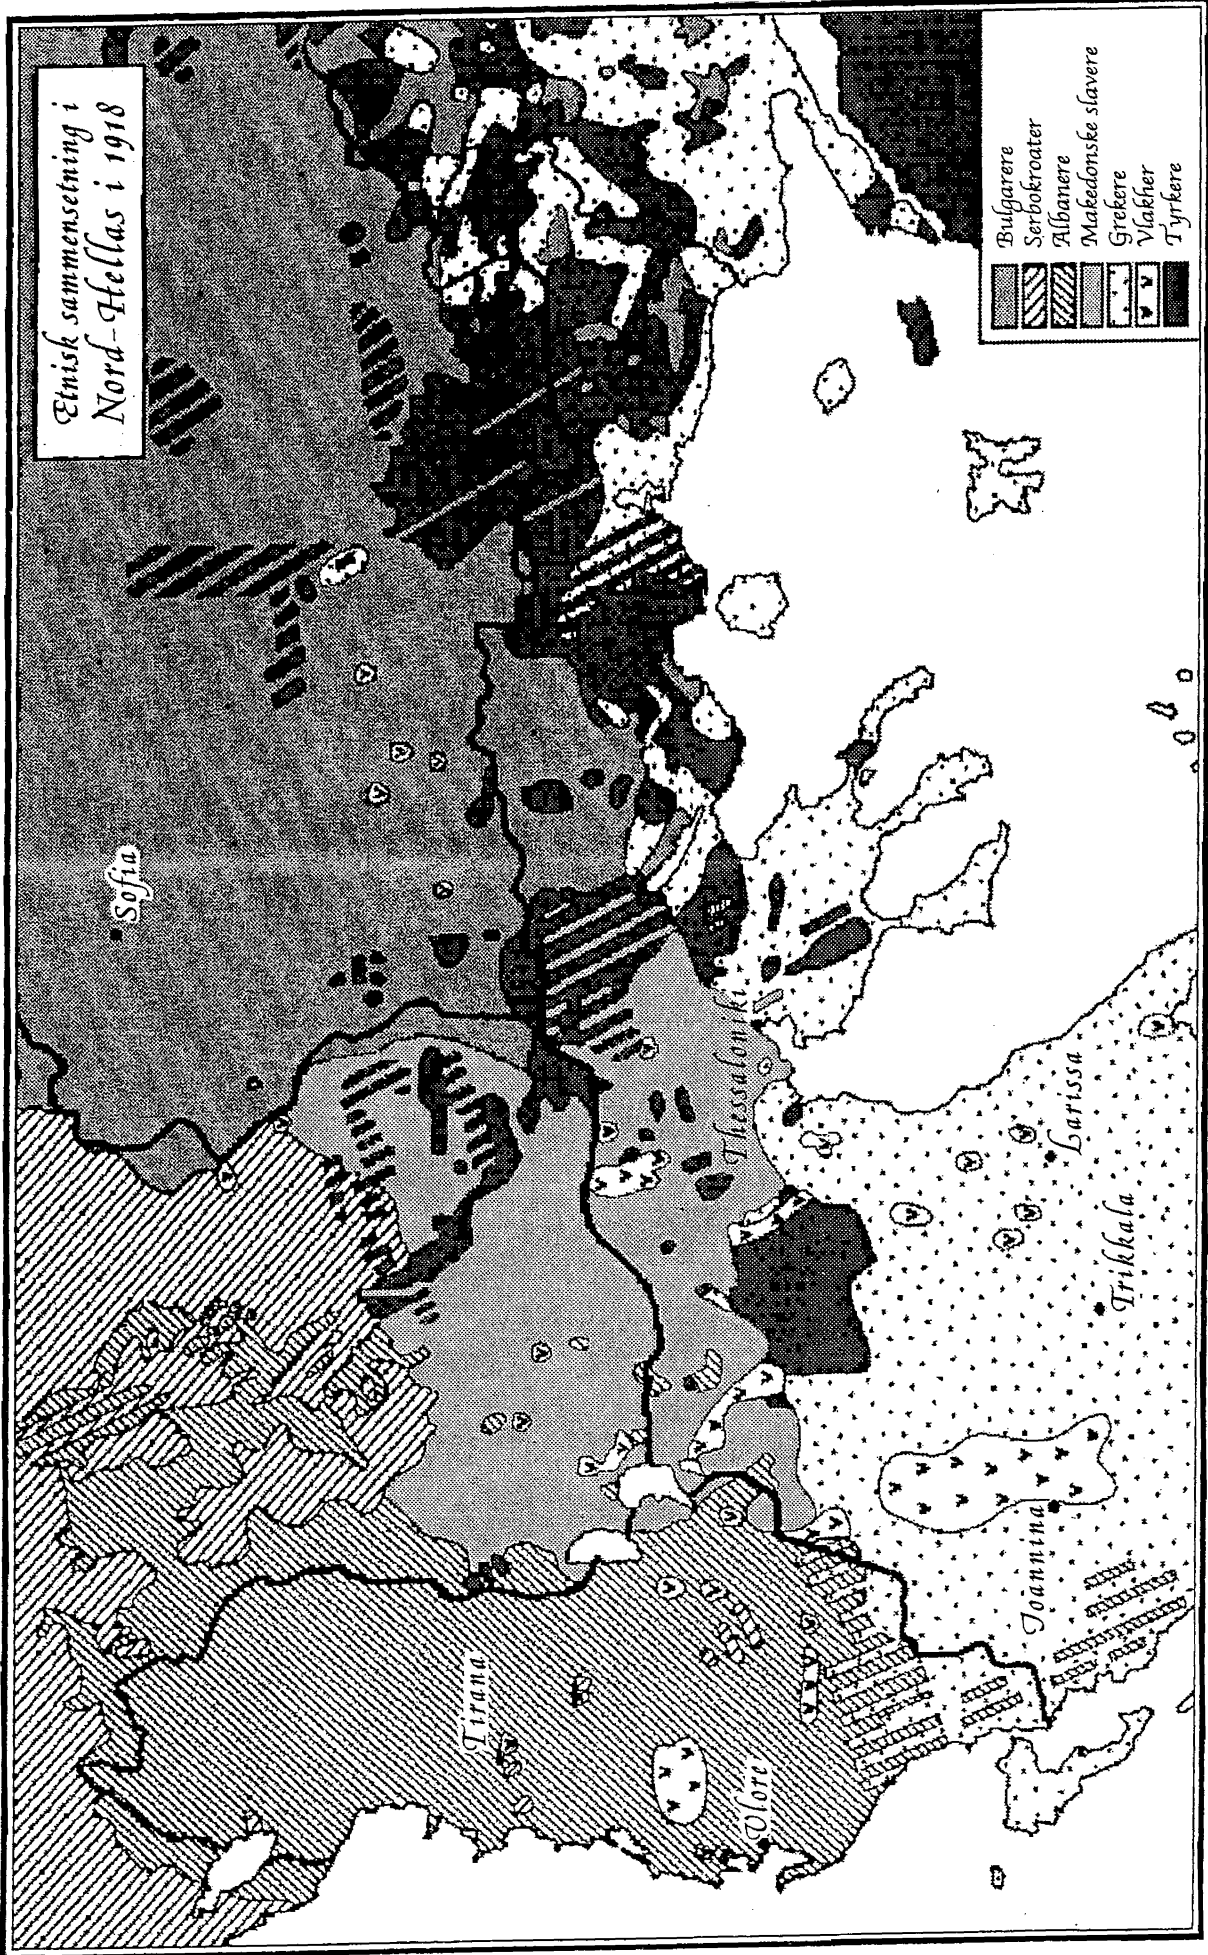 Etnisk sammensetning i
Nord-Hellas i 1918
Sofia
Thessaloniki
Tirana
Vlore
Larissa
Trikkala
Ioannina
Bulgarere
Serbokroater
Albanere
Makedomske slavere
Grekere
Vlakher
Tyrkere